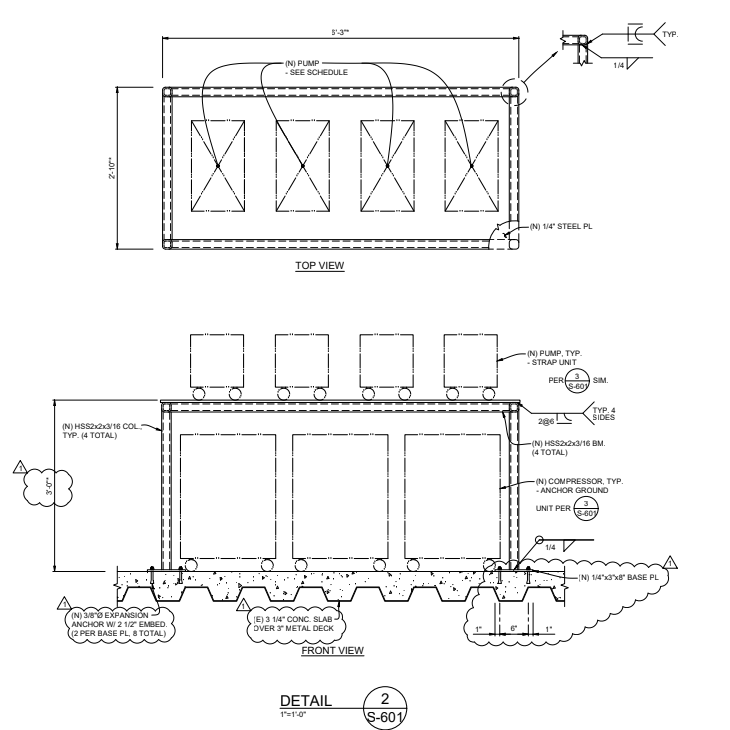 5'-3"*
TYP.
1/4
(N) PUMP
- SEE SCHEDULE
2'-10"*
(N) 1/4" STEEL PL
TOP VIEW
(N) PUMP, TYP.
- STRAP UNIT
PER 3 SIM.
S-601
TYP. 4
SIDES
2@6
(N) HSS2x2x3/16 COL.,
TYP. (4 TOTAL)
(N) HSS2x2x3/16 BM.
(4 TOTAL)
1
3'-0"*
(N) COMPRESSOR, TYP.
- ANCHOR GROUND
UNIT PER 3
S-601
1/4
1
(N) 1/4"x3"x8" BASE PL
1
(N) 3/8"Ø EXPANSION
ANCHOR W/ 2 1/2" EMBED.
(2 PER BASE PL, 8 TOTAL)
1
(E) 3 1/4" CONC. SLAB
OVER 3" METAL DECK
1" 6" 1"
FRONT VIEW
DETAIL 2
1"=1'-0" S-601